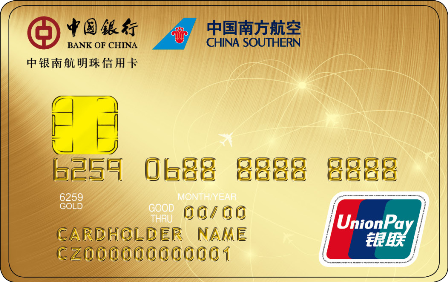 中国银行
BANK OF CHINA
中国南方航空
CHINA SOUTHERN
中银南航明珠信用卡
6259 0688 8888 8888
6259
GOLD
MONTH/YEAR
GOOD
THRU
00/00
CARDHOLDER NAME
CZ000000000001
UnionPay
银联